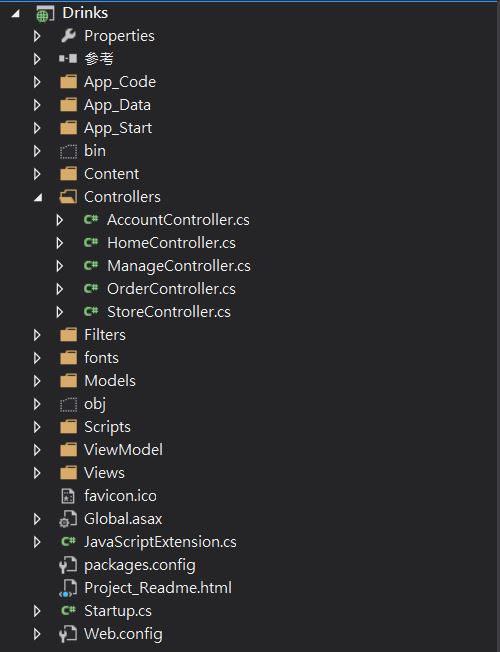 Drinks
Properties
參考
App_Code
App_Data
App_Start
bin
Content
Controllers
C# AccountController.cs
C# HomeController.cs
C# ManageController.cs
C# OrderController.cs
C# StoreController.cs
Filters
fonts
Models
obj
Scripts
ViewModel
Views
favicon.ico
Global.asax
C# JavaScriptExtension.cs
packages.config
Project_Readme.html
C# Startup.cs
Web.config